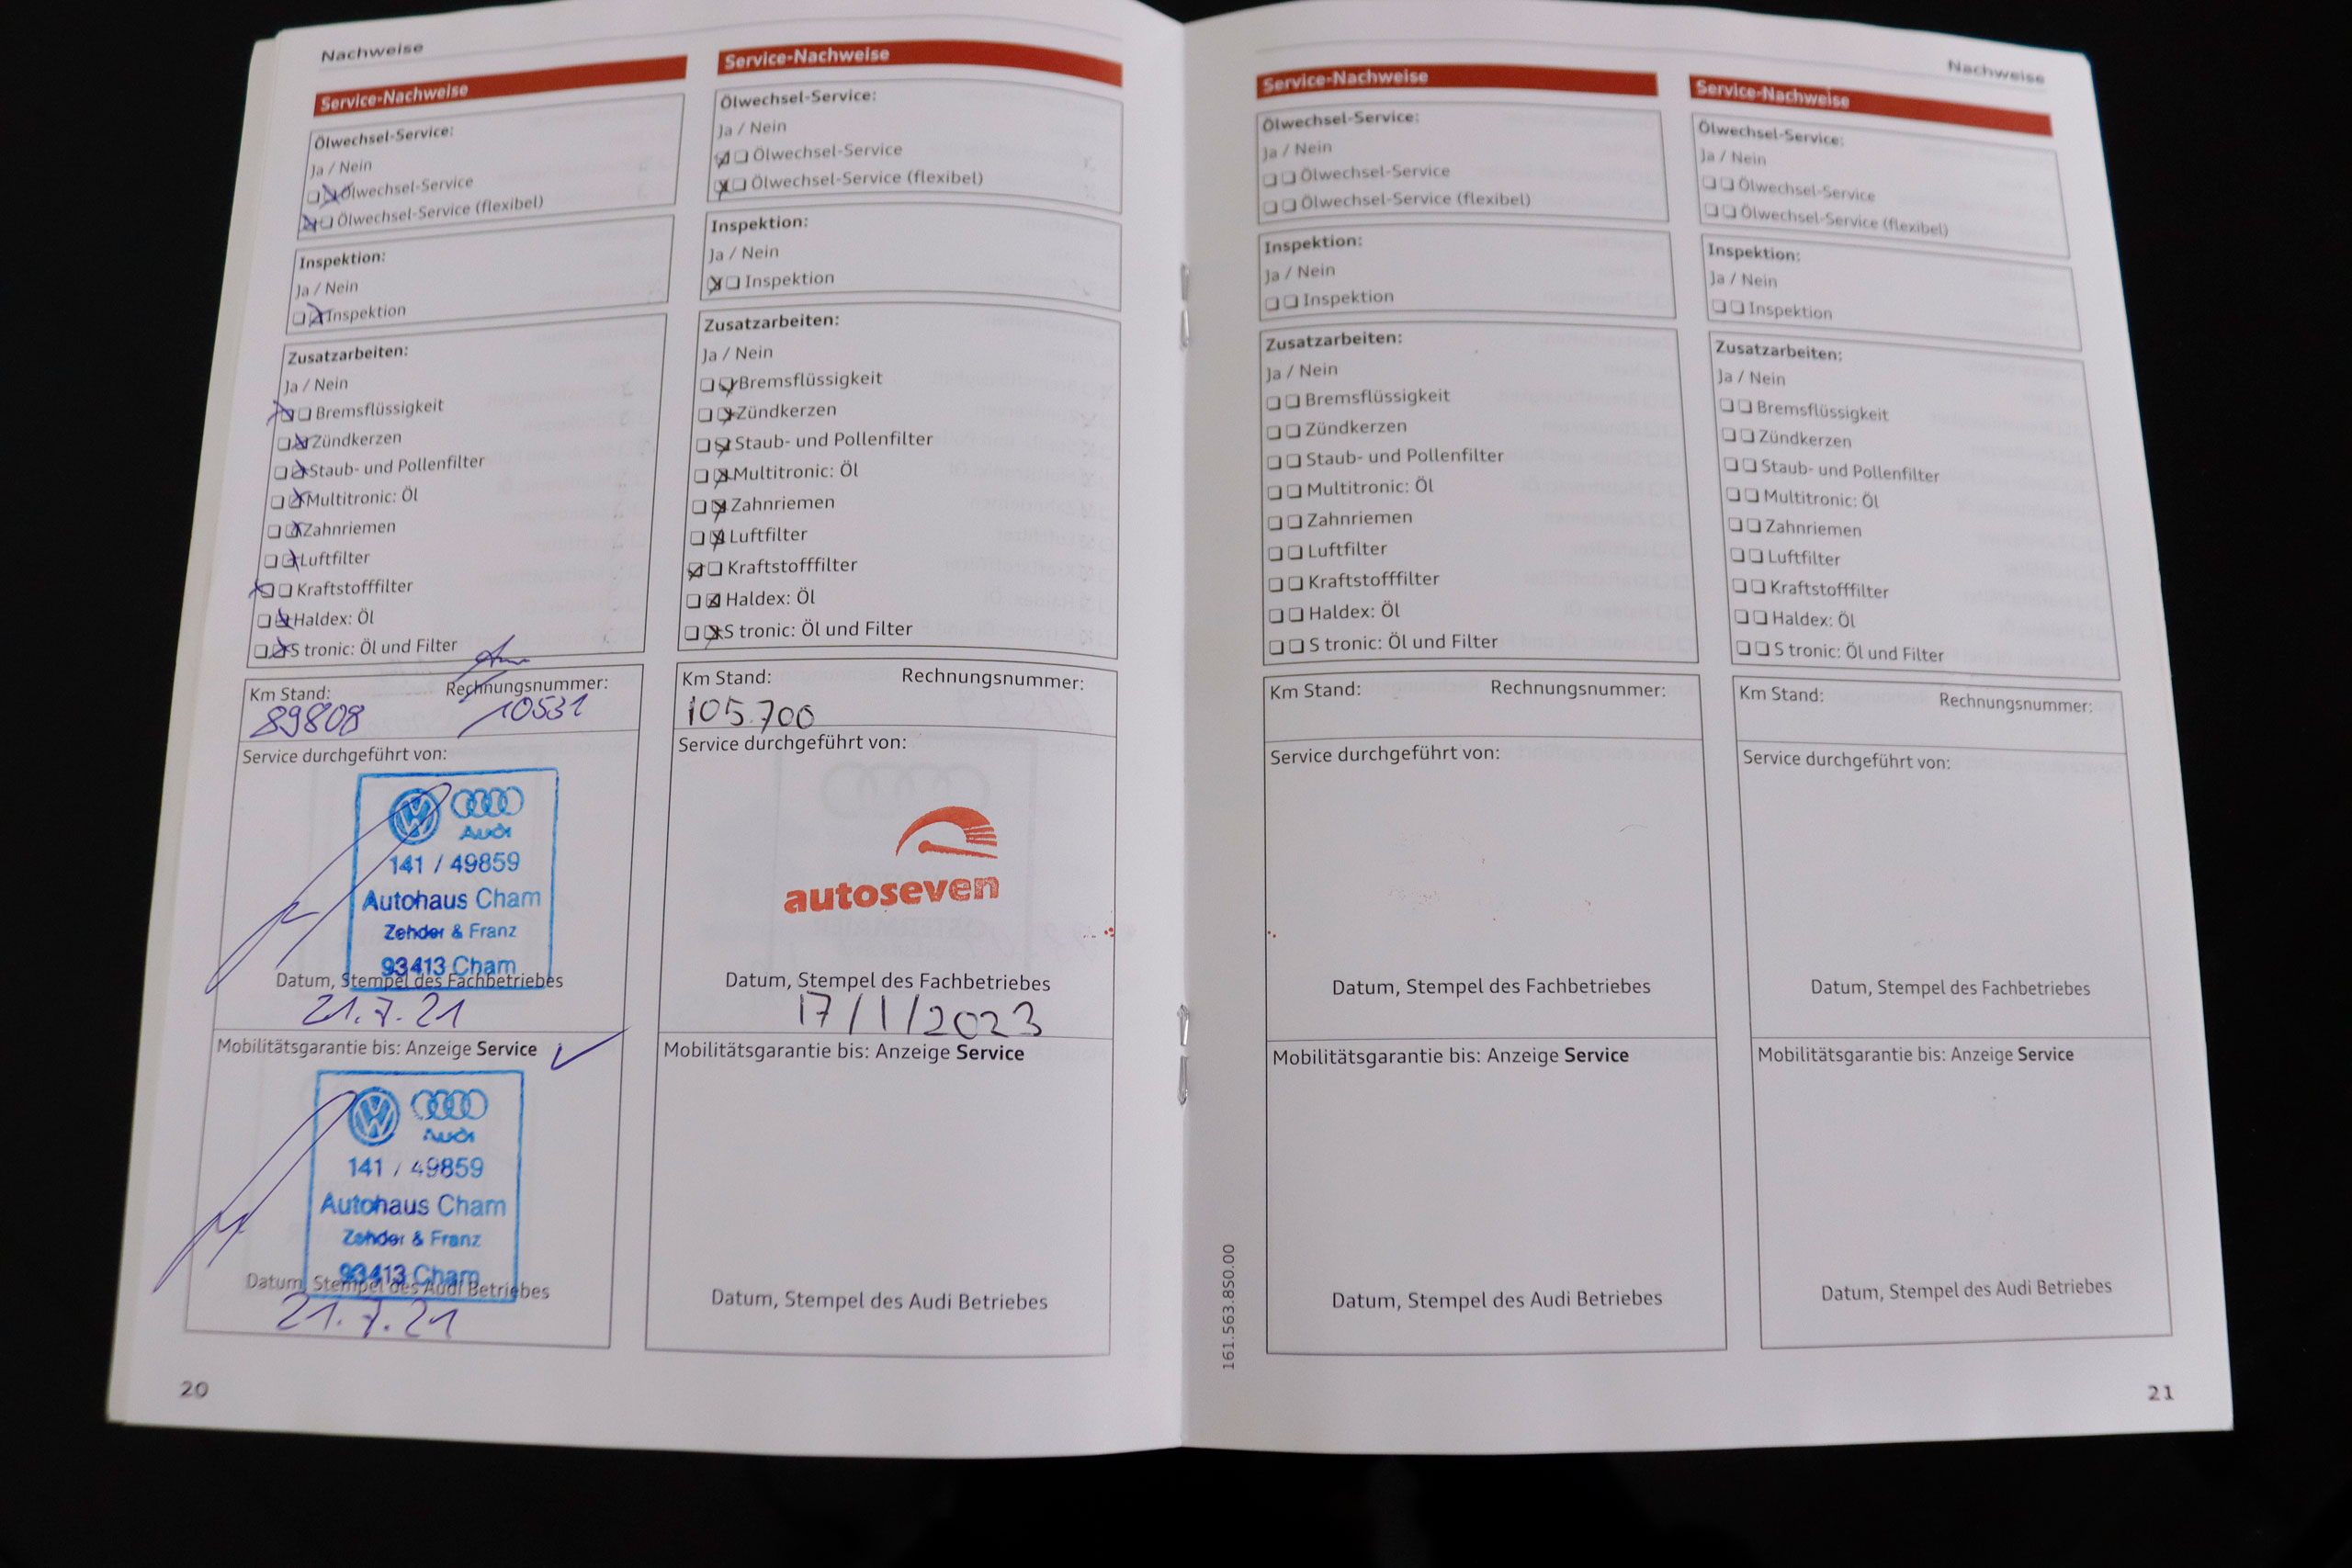 Nachweise
Service-Nachweise
Ölwechsel-Service:
Ja / Nein
Ölwechsel-Service
Ölwechsel-Service (flexibel)
Inspektion:
Ja / Nein
Inspektion
Zusatzarbeiten:
Ja / Nein
Bremsflüssigkeit
Zündkerzen
Staub- und Pollenfilter
Multitronic: Öl
Zahnriemen
Luftfilter
Kraftstofffilter
Haldex: Öl
S tronic: Öl und Filter
Km Stand: Rechnungsnummer:
89808 10531
Service durchgeführt von:
Audi
141 / 49859
Autohaus Cham
Zehder & Franz
93413 Cham
Datum, Stempel des Fachbetriebes
21.7.21
Mobilitätsgarantie bis: Anzeige Service
Audi
141 / 49859
Autohaus Cham
Zehder & Franz
93413 Cham
Datum, Stempel des Audi Betriebes
21.7.21
20
Service-Nachweise
Ölwechsel-Service:
Ja / Nein
Ölwechsel-Service
Ölwechsel-Service (flexibel)
Inspektion:
Ja / Nein
Inspektion
Zusatzarbeiten:
Ja / Nein
Bremsflüssigkeit
Zündkerzen
Staub- und Pollenfilter
Multitronic: Öl
Zahnriemen
Luftfilter
Kraftstofffilter
Haldex: Öl
S tronic: Öl und Filter
Km Stand: Rechnungsnummer:
105.700
Service durchgeführt von:
autoseven
Datum, Stempel des Fachbetriebes
17/1/2023
Mobilitätsgarantie bis: Anzeige Service
Datum, Stempel des Audi Betriebes
Service-Nachweise
Ölwechsel-Service:
Ja / Nein
Ölwechsel-Service
Ölwechsel-Service (flexibel)
Inspektion:
Ja / Nein
Inspektion
Zusatzarbeiten:
Ja / Nein
Bremsflüssigkeit
Zündkerzen
Staub- und Pollenfilter
Multitronic: Öl
Zahnriemen
Luftfilter
Kraftstofffilter
Haldex: Öl
S tronic: Öl und Filter
Km Stand: Rechnungsnummer:
Service durchgeführt von:
Datum, Stempel des Fachbetriebes
Mobilitätsgarantie bis: Anzeige Service
Datum, Stempel des Audi Betriebes
161.563.8S0.00
Nachweise
Service-Nachweise
Ölwechsel-Service:
Ja / Nein
Ölwechsel-Service
Ölwechsel-Service (flexibel)
Inspektion:
Ja / Nein
Inspektion
Zusatzarbeiten:
Ja / Nein
Bremsflüssigkeit
Zündkerzen
Staub- und Pollenfilter
Multitronic: Öl
Zahnriemen
Luftfilter
Kraftstofffilter
Haldex: Öl
S tronic: Öl und Filter
Km Stand: Rechnungsnummer:
Service durchgeführt von:
Datum, Stempel des Fachbetriebes
Mobilitätsgarantie bis: Anzeige Service
Datum, Stempel des Audi Betriebes
21